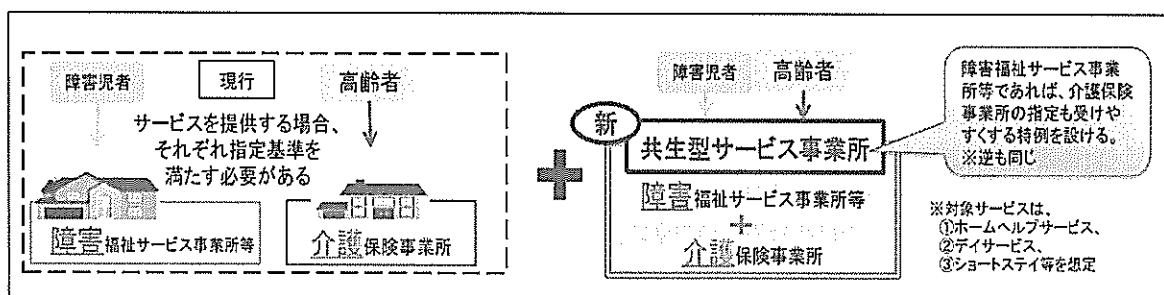 障害児者
現行
高齢者
サービスを提供する場合、
それぞれ指定基準を
満たす必要がある
障害福祉サービス事業所等
介護保険事業所
障害児者
高齢者
新
共生型サービス事業所
障害福祉サービス事業所等
+
介護保険事業所
障害福祉サービス事業
所等であれば、介護保険
事業所の指定も受けや
すくする特例を設ける。
※逆も同じ
※対象サービスは、
①ホームヘルプサービス、
②デイサービス、
③ショートステイ等を想定